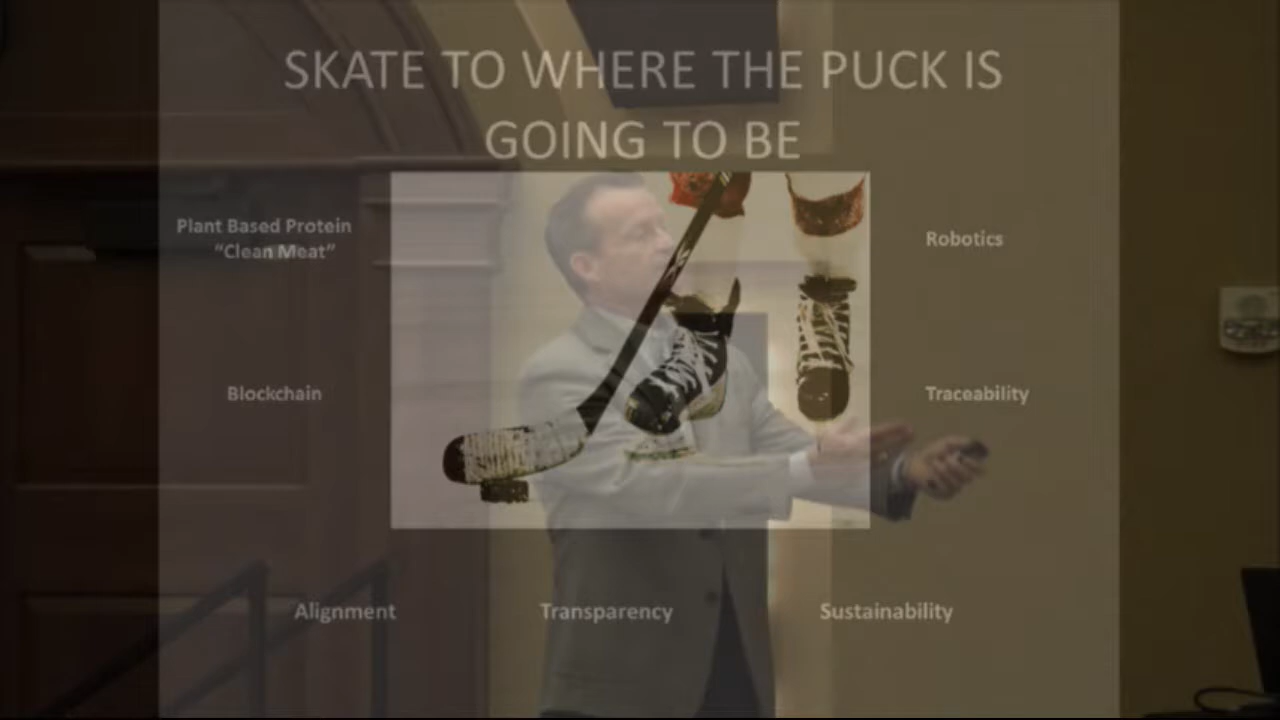 SKATE TO WHERE THE PUCK IS
GOING TO BE
Plant Based Protein
“Clean Meat”
Robotics
Blockchain
Traceability
Alignment
Transparency
Sustainability